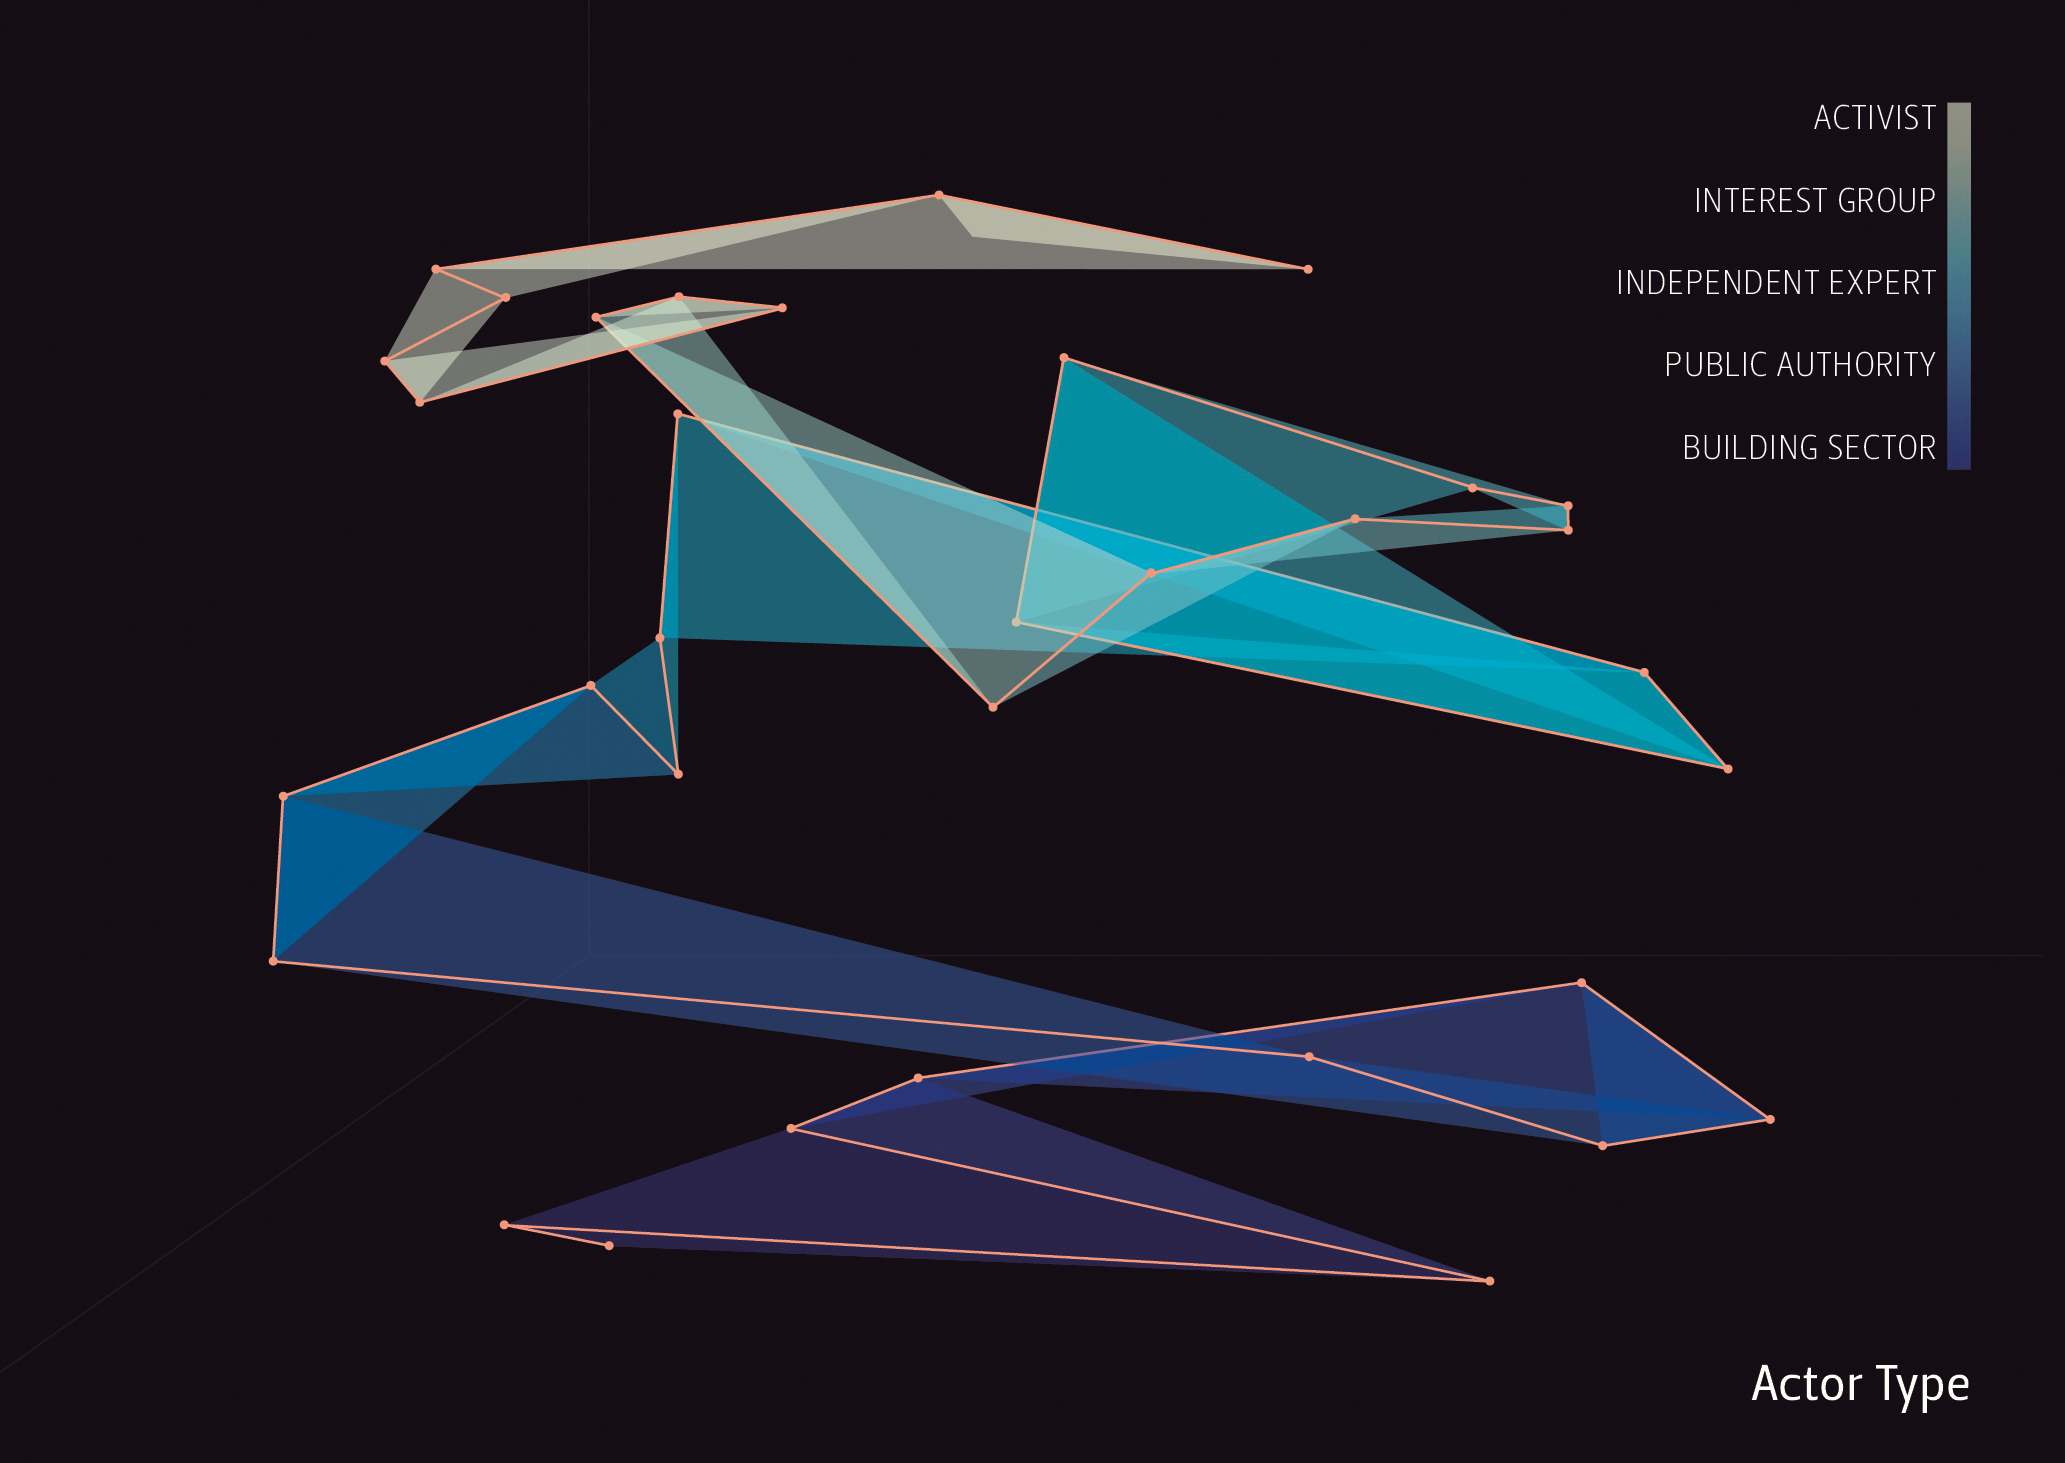 ACTIVIST
INTEREST GROUP
INDEPENDENT EXPERT
PUBLIC AUTHORITY
BUILDING SECTOR
Actor Type